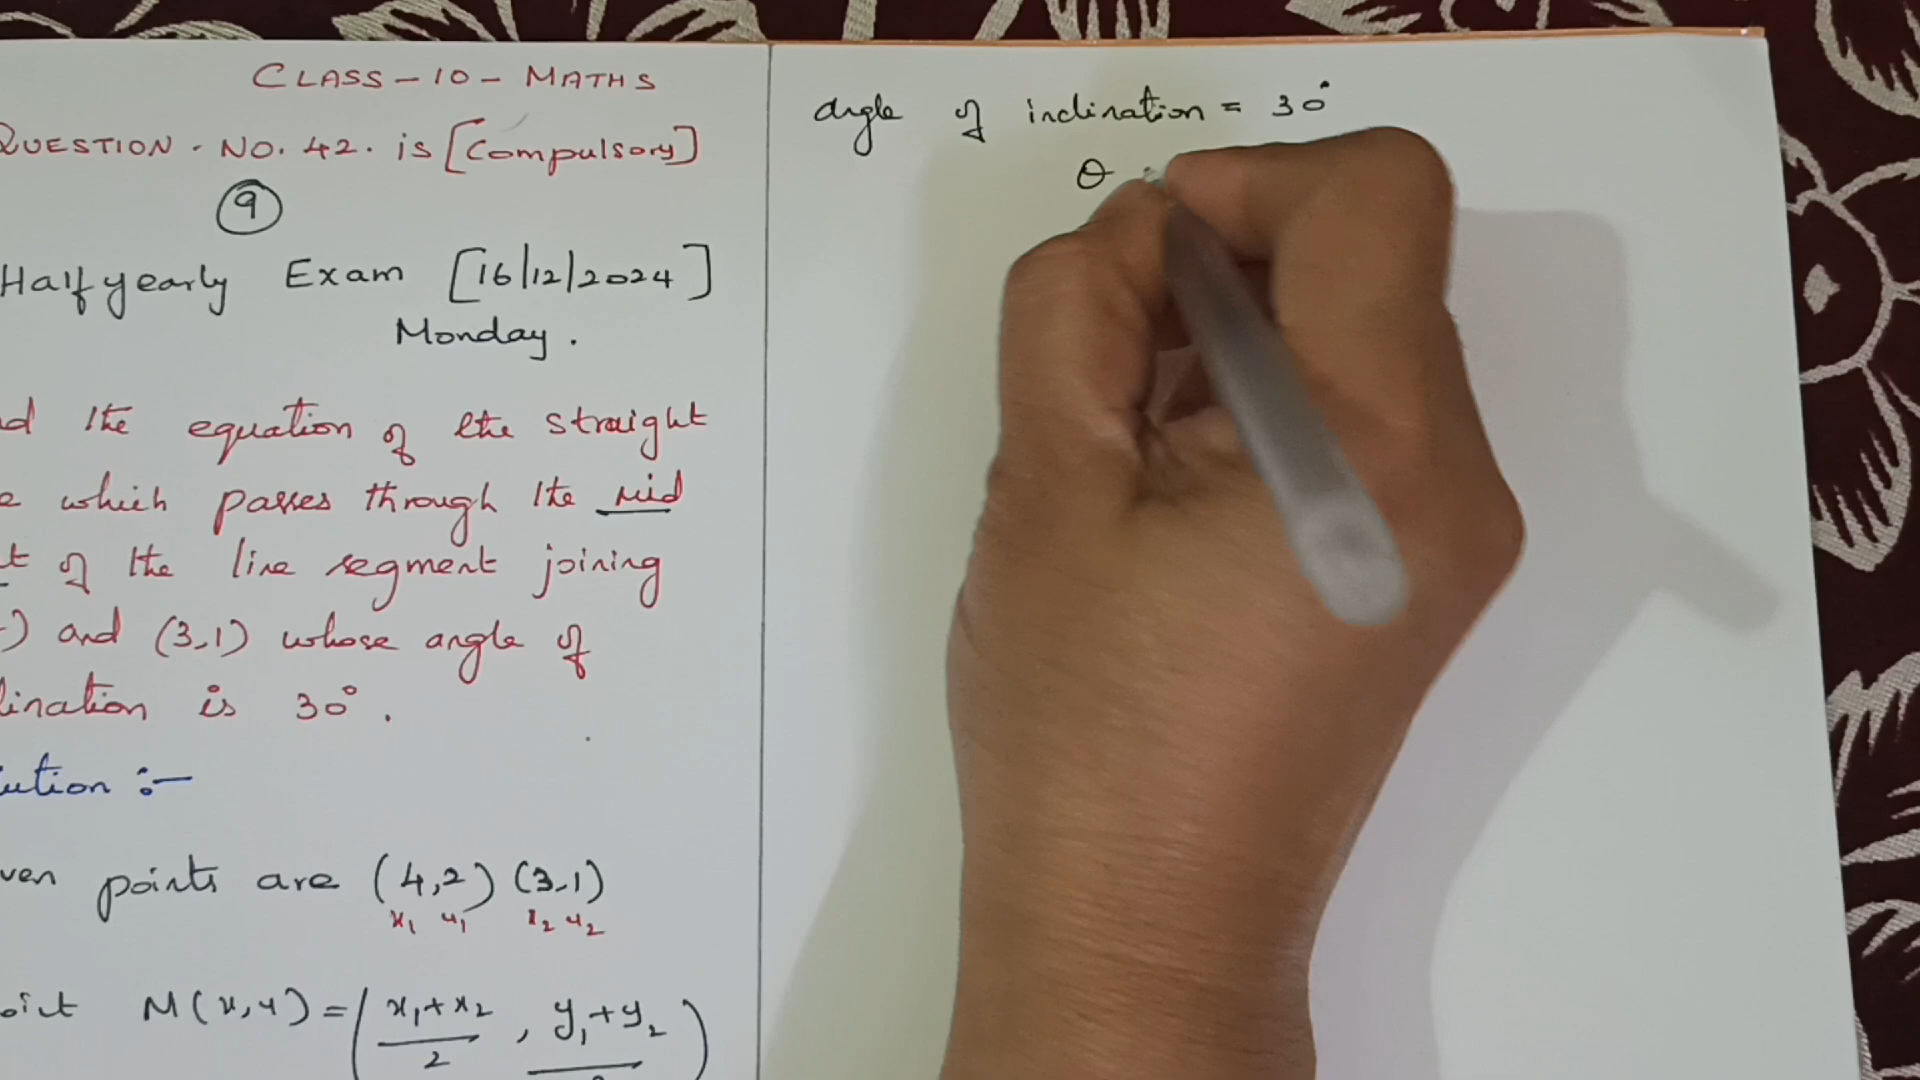 CLASS - 10 - MATHS
QUESTION. NO. 42. is [Compulsory]
9
Halfyearly Exam [16/12/2024]
Monday.
the equation of the straight
which passes through the mid
of the line segment joining
) and (3,1) whose angle of
lination is 30°.
ution :-
ven points are (4,2) (3,1)
x₁ y₁ x₂ y₂
M(x,y) = ( x₁+x₂ / 2 , y₁+y₂
angle of inclination = 30°
θ